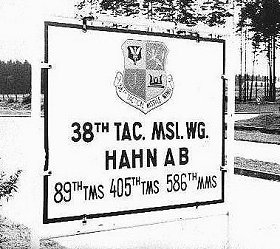 38TH TAC. MSL. WG.
HAHN AB
89TH TMS 405TH TMS 586TH MMS